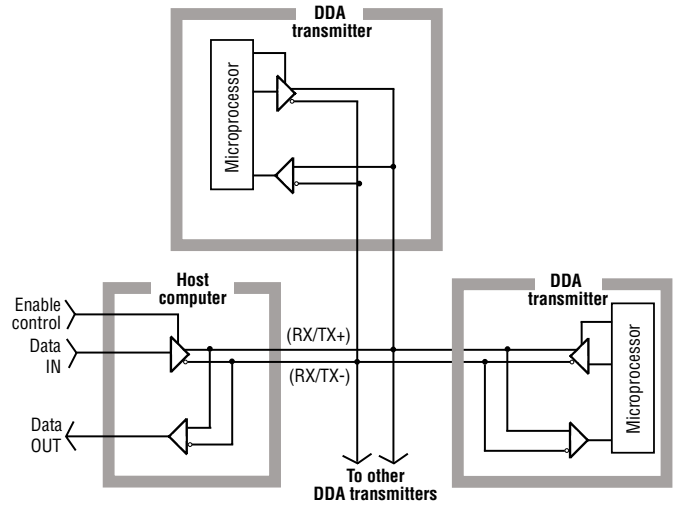 DDA
transmitter
Microprocessor
Host
computer
Enable
control
Data
IN
Data
OUT
(RX/TX+)
(RX/TX-)
DDA
transmitter
Microprocessor
To other
DDA transmitters